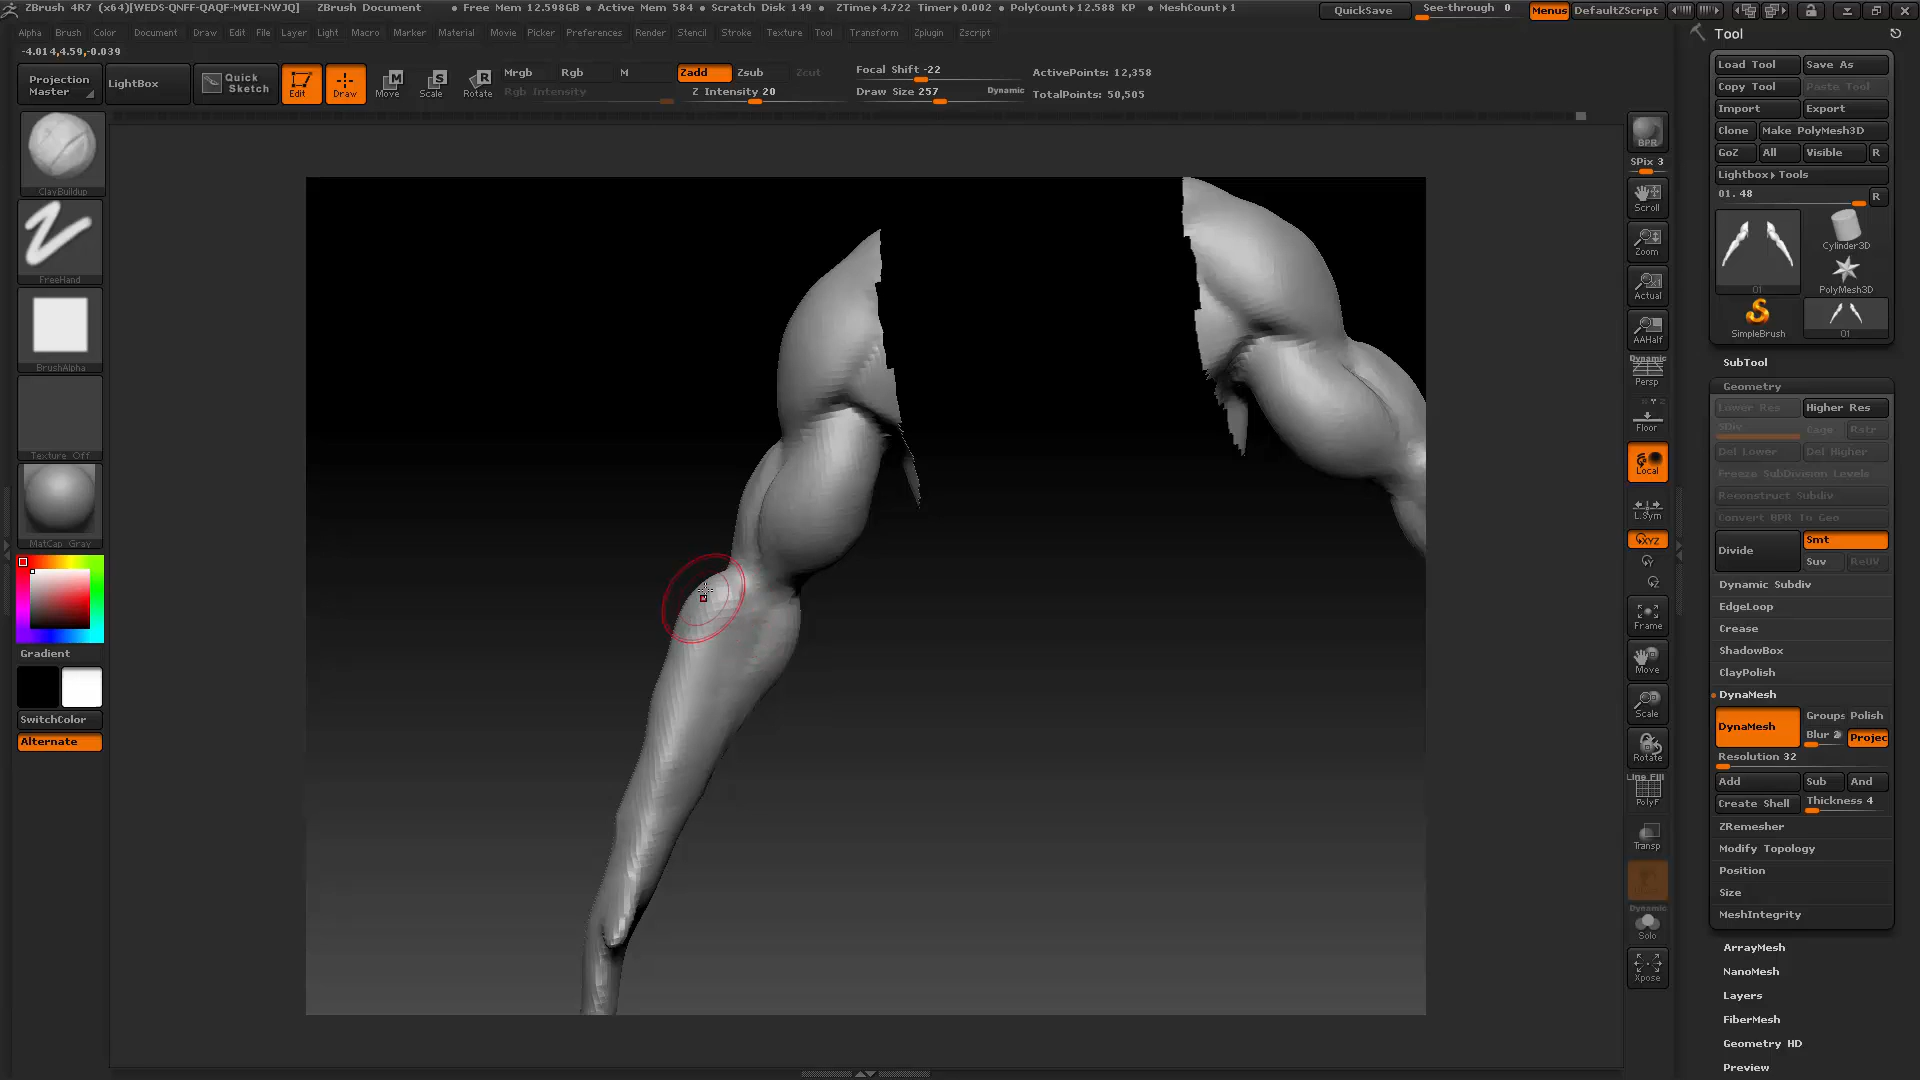 ZBrush 4R7 (x64)[WEDS-QNFF-QAQF-MVEI-NWJQ] ZBrush Document • Free Mem 12.598GB • Active Mem 584 • Scratch Disk 149 • ZTime▸4.722 Timer▸0.002 • PolyCount▸12.588 KP • MeshCount▸1 QuickSave See-through 0 Menus DefaultZScript
Alpha Brush Color Document Draw Edit File Layer Light Macro Marker Material Movie Picker Preferences Render Stencil Stroke Texture Tool Transform Zplugin Zscript
-4.014,4.59,-0.039
Projection Master
LightBox
Quick Sketch
Edit
Draw
Move
Scale
Rotate
Mrgb Rgb M
Rgb Intensity
Zadd Zsub Zcut
Z Intensity 20
Focal Shift -22
Draw Size 257 Dynamic
ActivePoints: 12,358
TotalPoints: 50,505
ClayBuildup
FreeHand
BrushAlpha
Texture Off
MatCap Gray
Gradient
SwitchColor
Alternate
BPR
SPix 3
Scroll
Zoom
Actual
AAHalf
Dynamic
Persp
Floor
Local
L.Sym
XYZ
Frame
Move
Scale
Rotate
Line Fill
PolyF
Transp
Dynamic
Solo
Xpose
Tool
Load Tool Save As
Copy Tool Paste Tool
Import Export
Clone Make PolyMesh3D
GoZ All Visible R
Lightbox▸ Tools
01. 48 R
01
Cylinder3D
PolyMesh3D
SimpleBrush
01
SubTool
Geometry
Lower Res Higher Res
SDiv Cage Rstr
Del Lower Del Higher
Freeze SubDivision Levels
Reconstruct Subdiv
Convert BPR To Geo
Divide Smt
Suv ReUV
Dynamic Subdiv
EdgeLoop
Crease
ShadowBox
ClayPolish
DynaMesh
DynaMesh Groups Polish
Blur 2 Projec
Resolution 32
Add Sub And
Create Shell Thickness 4
ZRemesher
Modify Topology
Position
Size
MeshIntegrity
ArrayMesh
NanoMesh
Layers
FiberMesh
Geometry HD
Preview